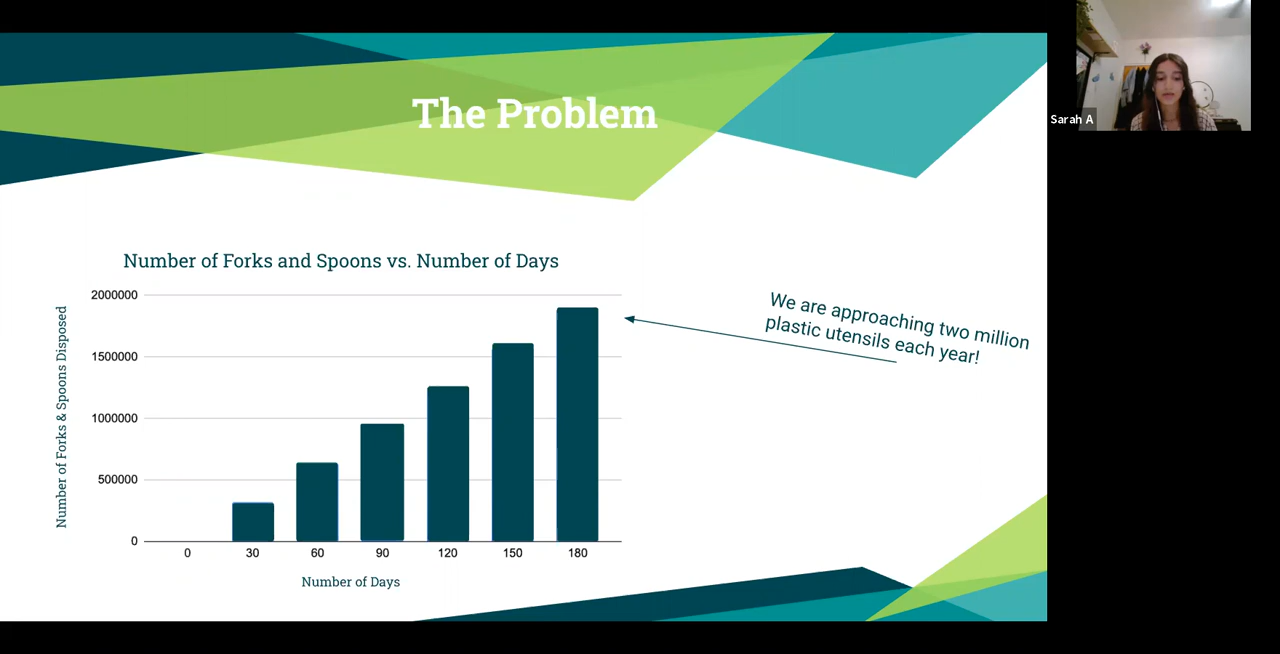 The Problem
Sarah A
Number of Forks and Spoons vs. Number of Days
Number of Forks & Spoons Disposed
2000000
1500000
1000000
500000
0
0 30 60 90 120 150 180
Number of Days
We are approaching two million
plastic utensils each year!